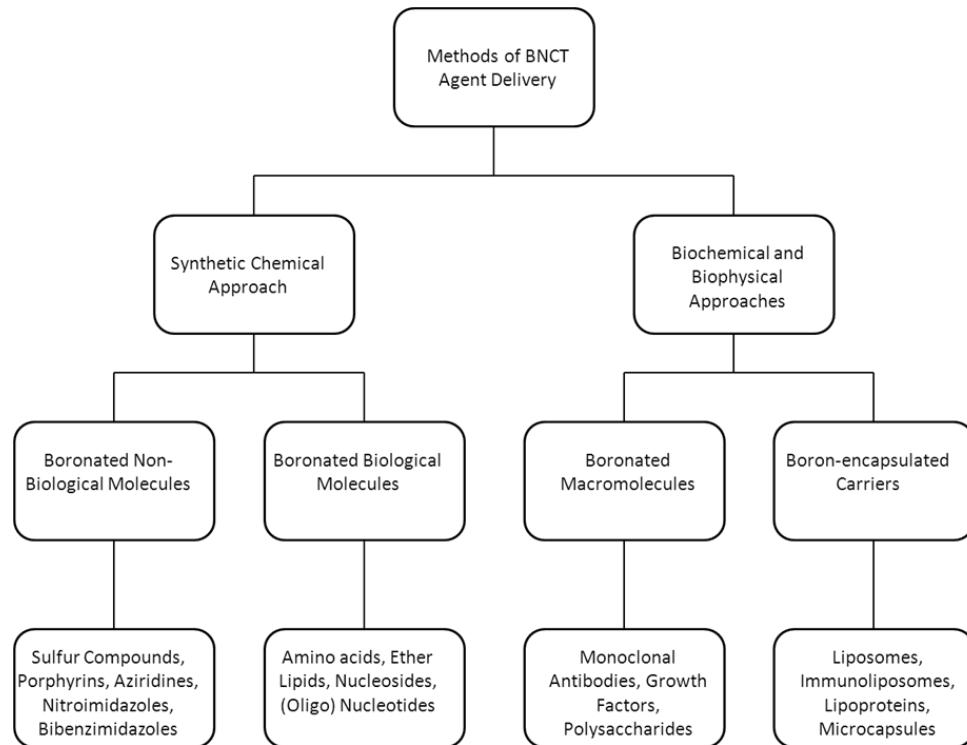 Methods of BNCT
Agent Delivery
Synthetic Chemical
Approach
Biochemical and
Biophysical
Approaches
Boronated Non-
Biological Molecules
Boronated Biological
Molecules
Boronated
Macromolecules
Boron-encapsulated
Carriers
Sulfur Compounds,
Porphyrins, Aziridines,
Nitroimidazoles,
Bibenzimidazoles
Amino acids, Ether
Lipids, Nucleosides,
(Oligo) Nucleotides
Monoclonal
Antibodies, Growth
Factors,
Polysaccharides
Liposomes,
Immunoliposomes,
Lipoproteins,
Microcapsules